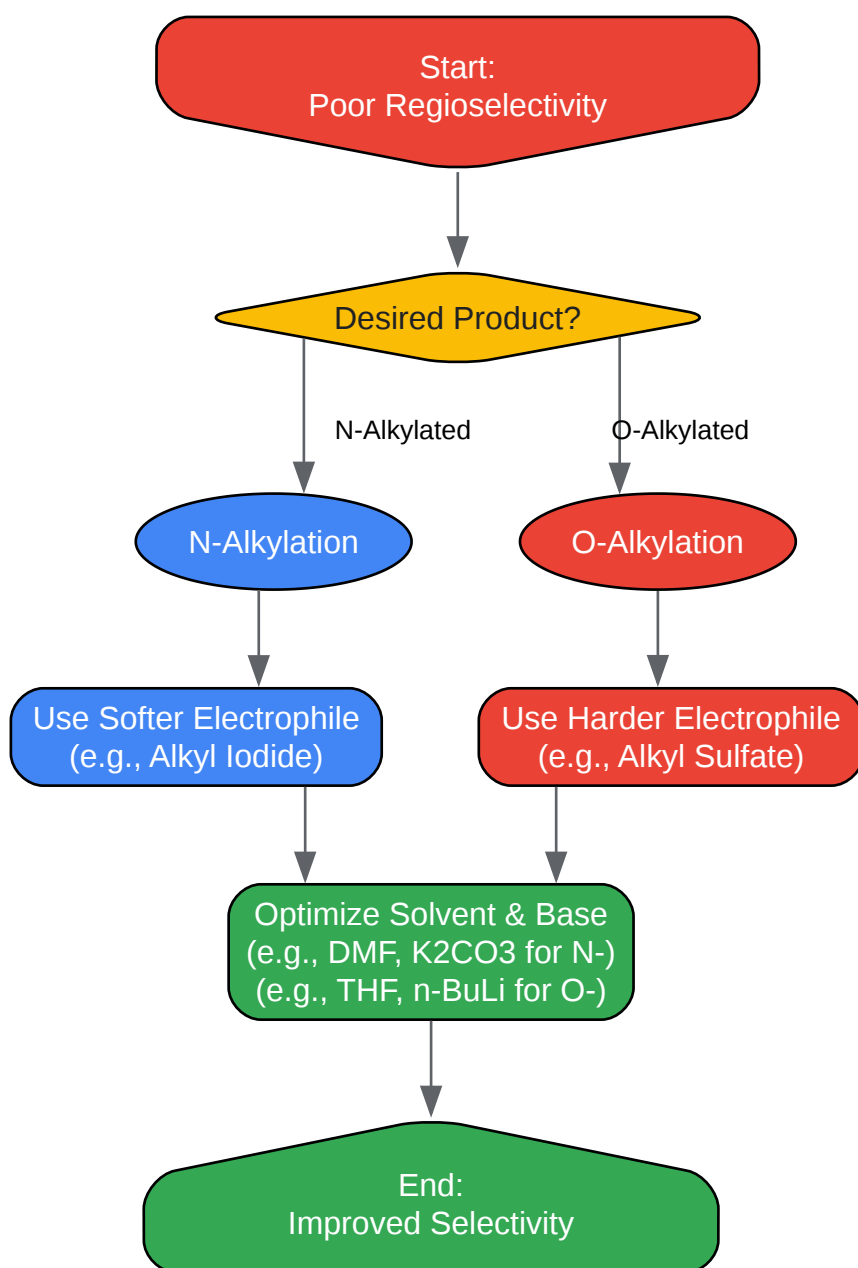 Start:
Poor Regioselectivity
Desired Product?
N-Alkylated
O-Alkylated
N-Alkylation
O-Alkylation
Use Softer Electrophile
(e.g., Alkyl Iodide)
Use Harder Electrophile
(e.g., Alkyl Sulfate)
Optimize Solvent & Base
(e.g., DMF, K2CO3 for N-)
(e.g., THF, n-BuLi for O-)
End:
Improved Selectivity